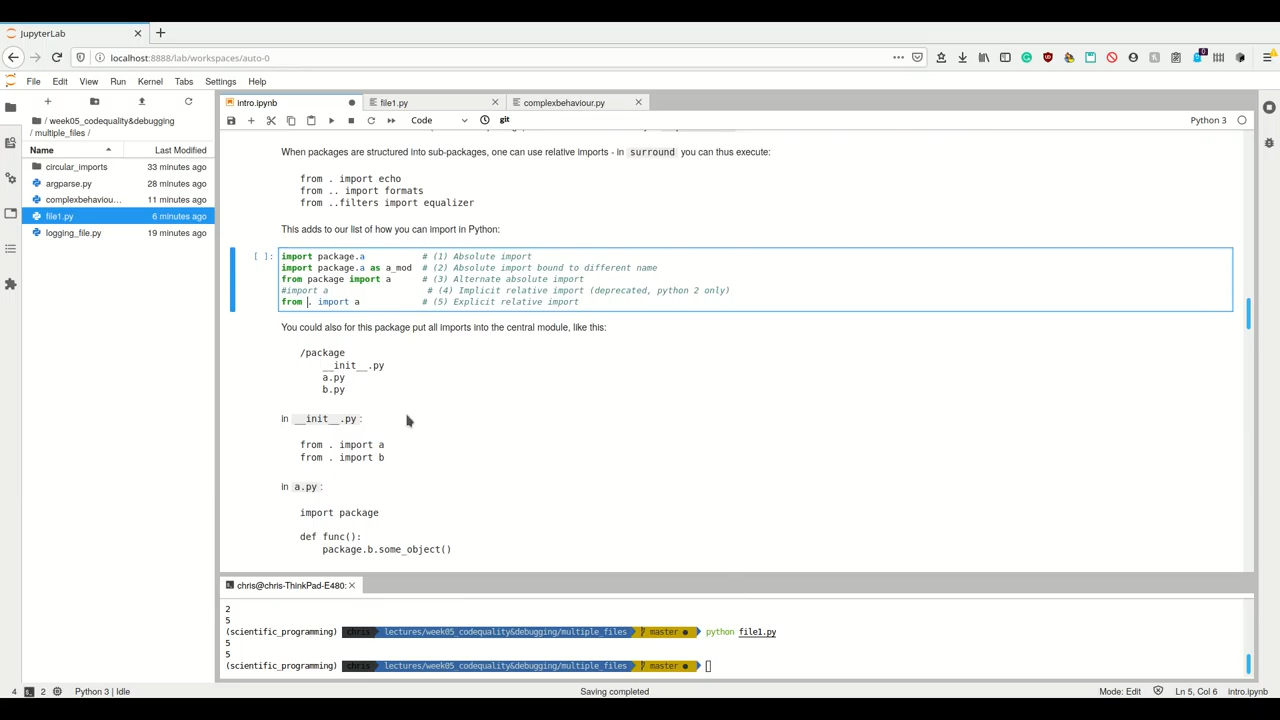 JupyterLab
localhost:8888/lab/workspaces/auto-0
File Edit View Run Kernel Tabs Settings Help
/ week05_codequality&debugging
/ multiple_files /
Name Last Modified
circular_imports 33 minutes ago
argparse.py 28 minutes ago
complexbehaviou... 11 minutes ago
file1.py 6 minutes ago
logging_file.py 19 minutes ago
intro.ipynb file1.py complexbehaviour.py
Code git Python 3
When packages are structured into sub-packages, one can use relative imports - in surround you can thus execute:
from . import echo
from .. import formats
from ..filters import equalizer
This adds to our list of how you can import in Python:
[ ]: import package.a # (1) Absolute import
import package.a as a_mod # (2) Absolute import bound to different name
from package import a # (3) Alternate absolute import
#import a # (4) Implicit relative import (deprecated, python 2 only)
from . import a # (5) Explicit relative import
You could also for this package put all imports into the central module, like this:
/package
__init__.py
a.py
b.py
in __init__.py:
from . import a
from . import b
in a.py:
import package
def func():
package.b.some_object()
chris@chris-ThinkPad-E480:
2
5
(scientific_programming) chris lectures/week05_codequality&debugging/multiple_files master ● python file1.py
5
5
(scientific_programming) chris lectures/week05_codequality&debugging/multiple_files master ●
4 2 Python 3 | Idle Saving completed Mode: Edit Ln 5, Col 6 intro.ipynb